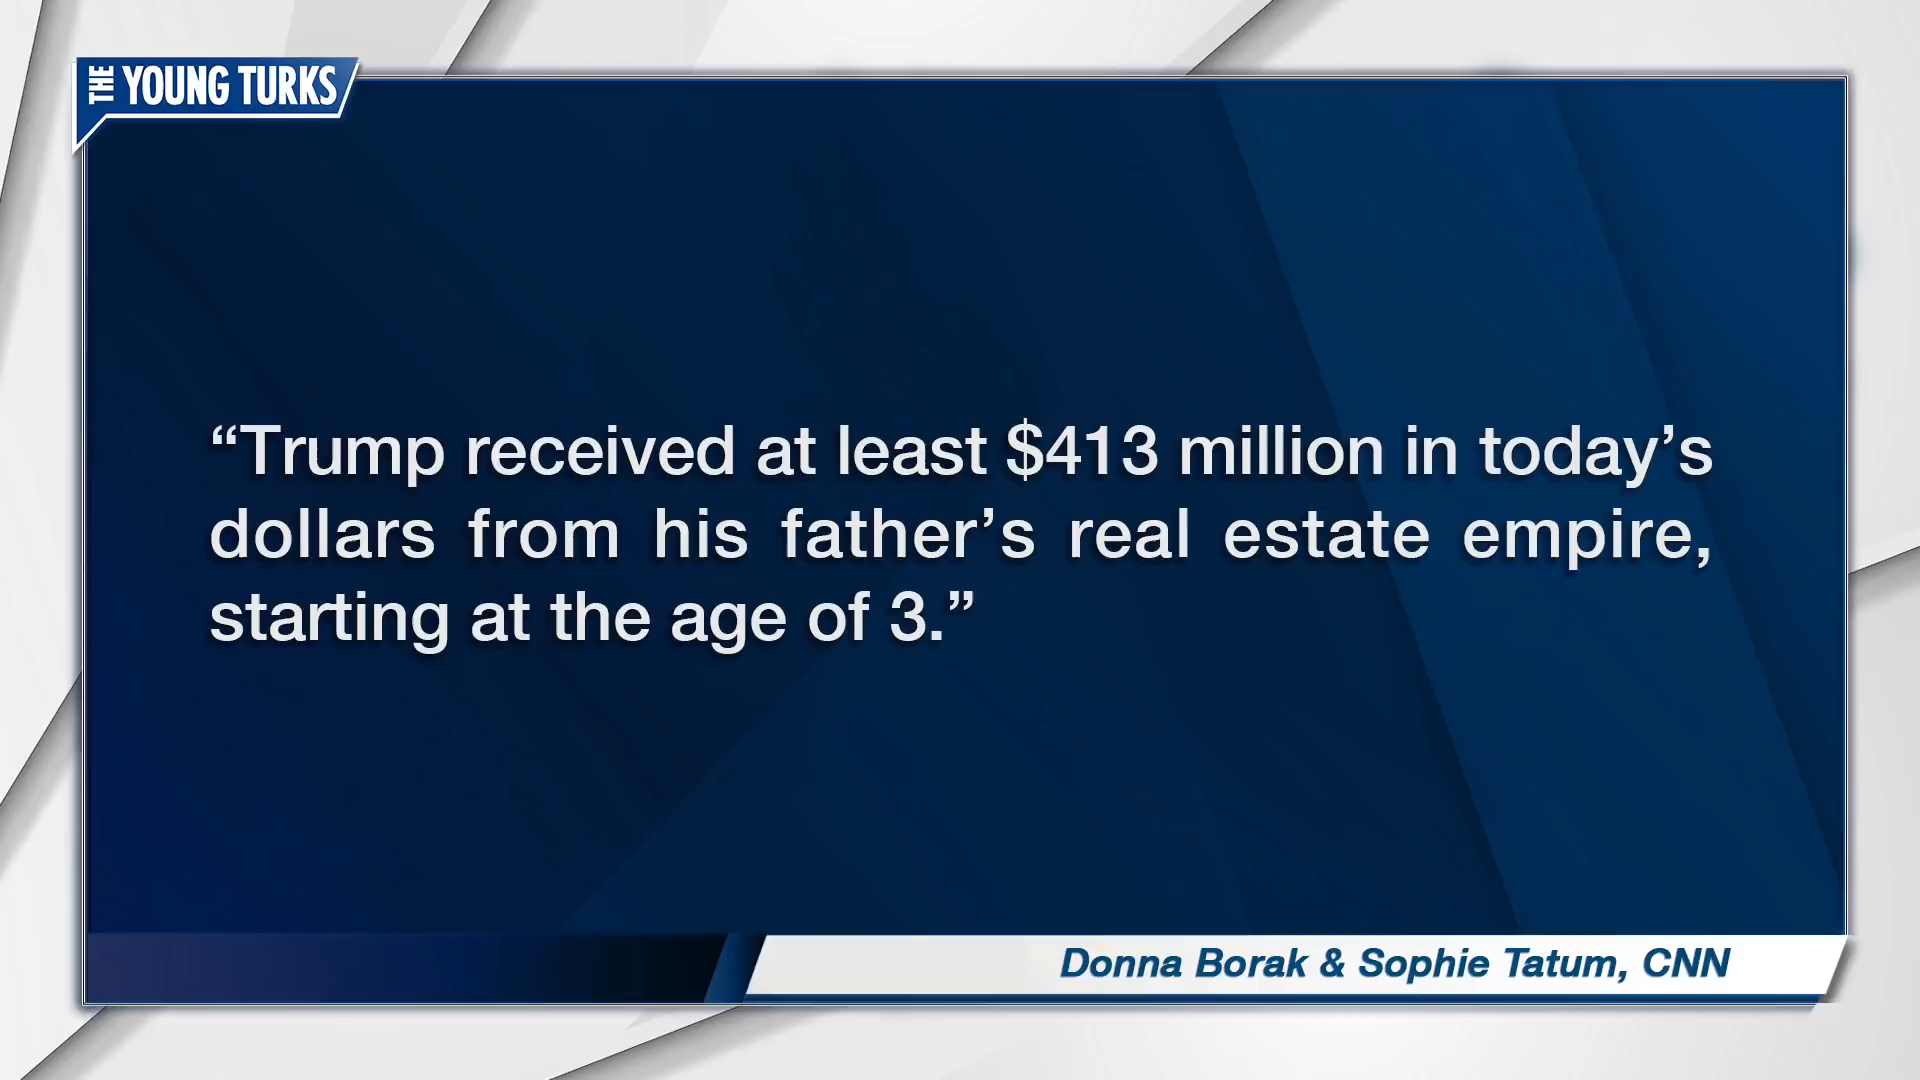 THE YOUNG TURKS
“Trump received at least $413 million in today’s
dollars from his father’s real estate empire,
starting at the age of 3.”
Donna Borak & Sophie Tatum, CNN